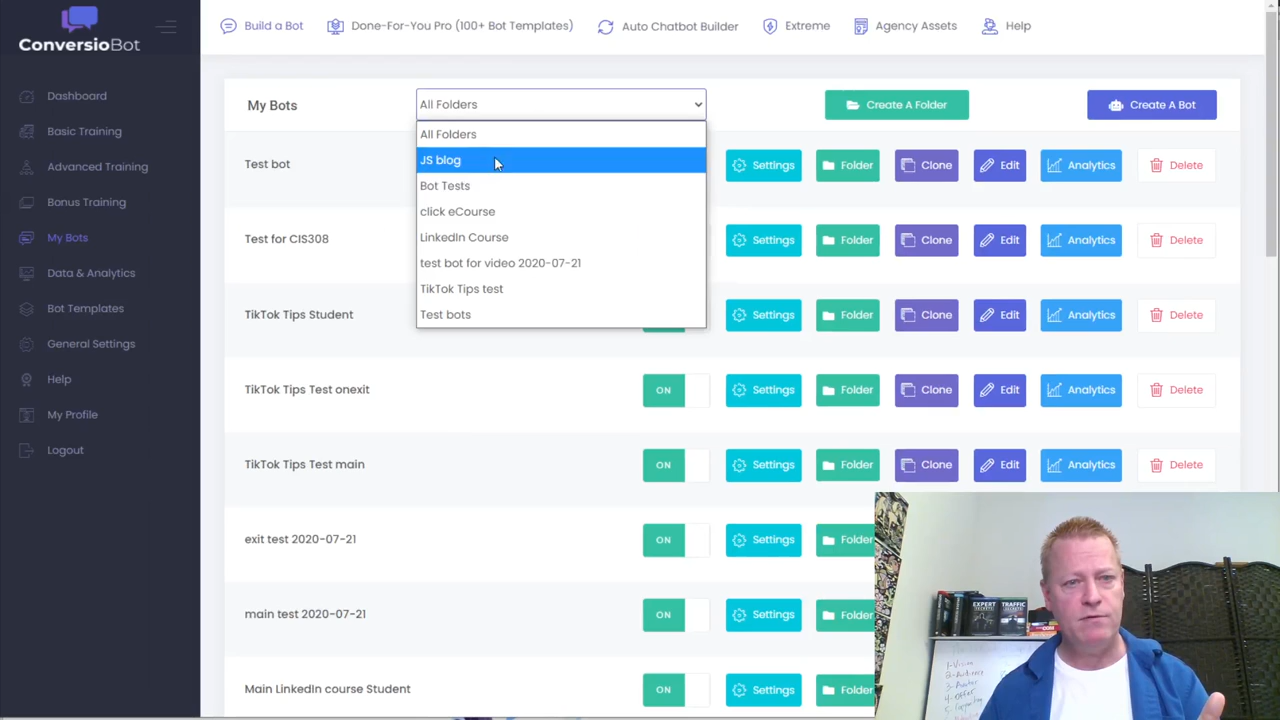 ConversioBot
Build a Bot
Done-For-You Pro (100+ Bot Templates)
Auto Chatbot Builder
Extreme
Agency Assets
Help
Dashboard
Basic Training
Advanced Training
Bonus Training
My Bots
Data & Analytics
Bot Templates
General Settings
Help
My Profile
Logout
My Bots
All Folders
Create A Folder
Create A Bot
All Folders
JS blog
Bot Tests
click eCourse
LinkedIn Course
test bot for video 2020-07-21
TikTok Tips test
Test bots
Test bot
Settings Folder Clone Edit Analytics Delete
Test for CIS308
Settings Folder Clone Edit Analytics Delete
TikTok Tips Student
Settings Folder Clone Edit Analytics Delete
TikTok Tips Test onexit
ON Settings Folder Clone Edit Analytics Delete
TikTok Tips Test main
ON Settings Folder Clone Edit Analytics Delete
exit test 2020-07-21
ON Settings Folder
main test 2020-07-21
ON Settings Folder
Main LinkedIn course Student
ON Settings Folder
EXPERT
SECRETS
TRAFFIC
SECRETS